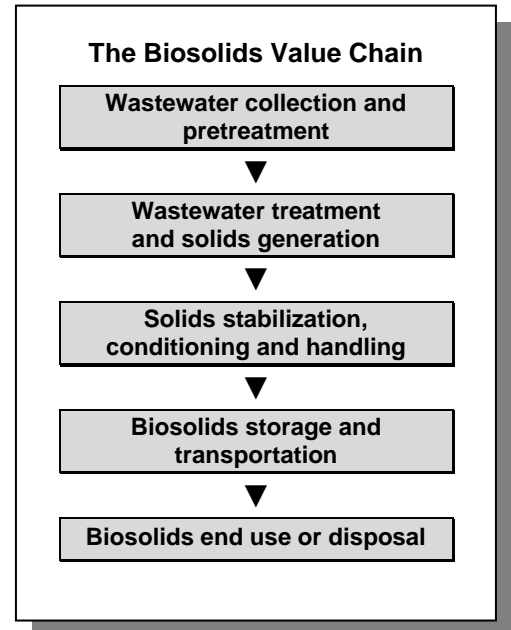 The Biosolids Value Chain
Wastewater collection and
pretreatment
Wastewater treatment
and solids generation
Solids stabilization,
conditioning and handling
Biosolids storage and
transportation
Biosolids end use or disposal